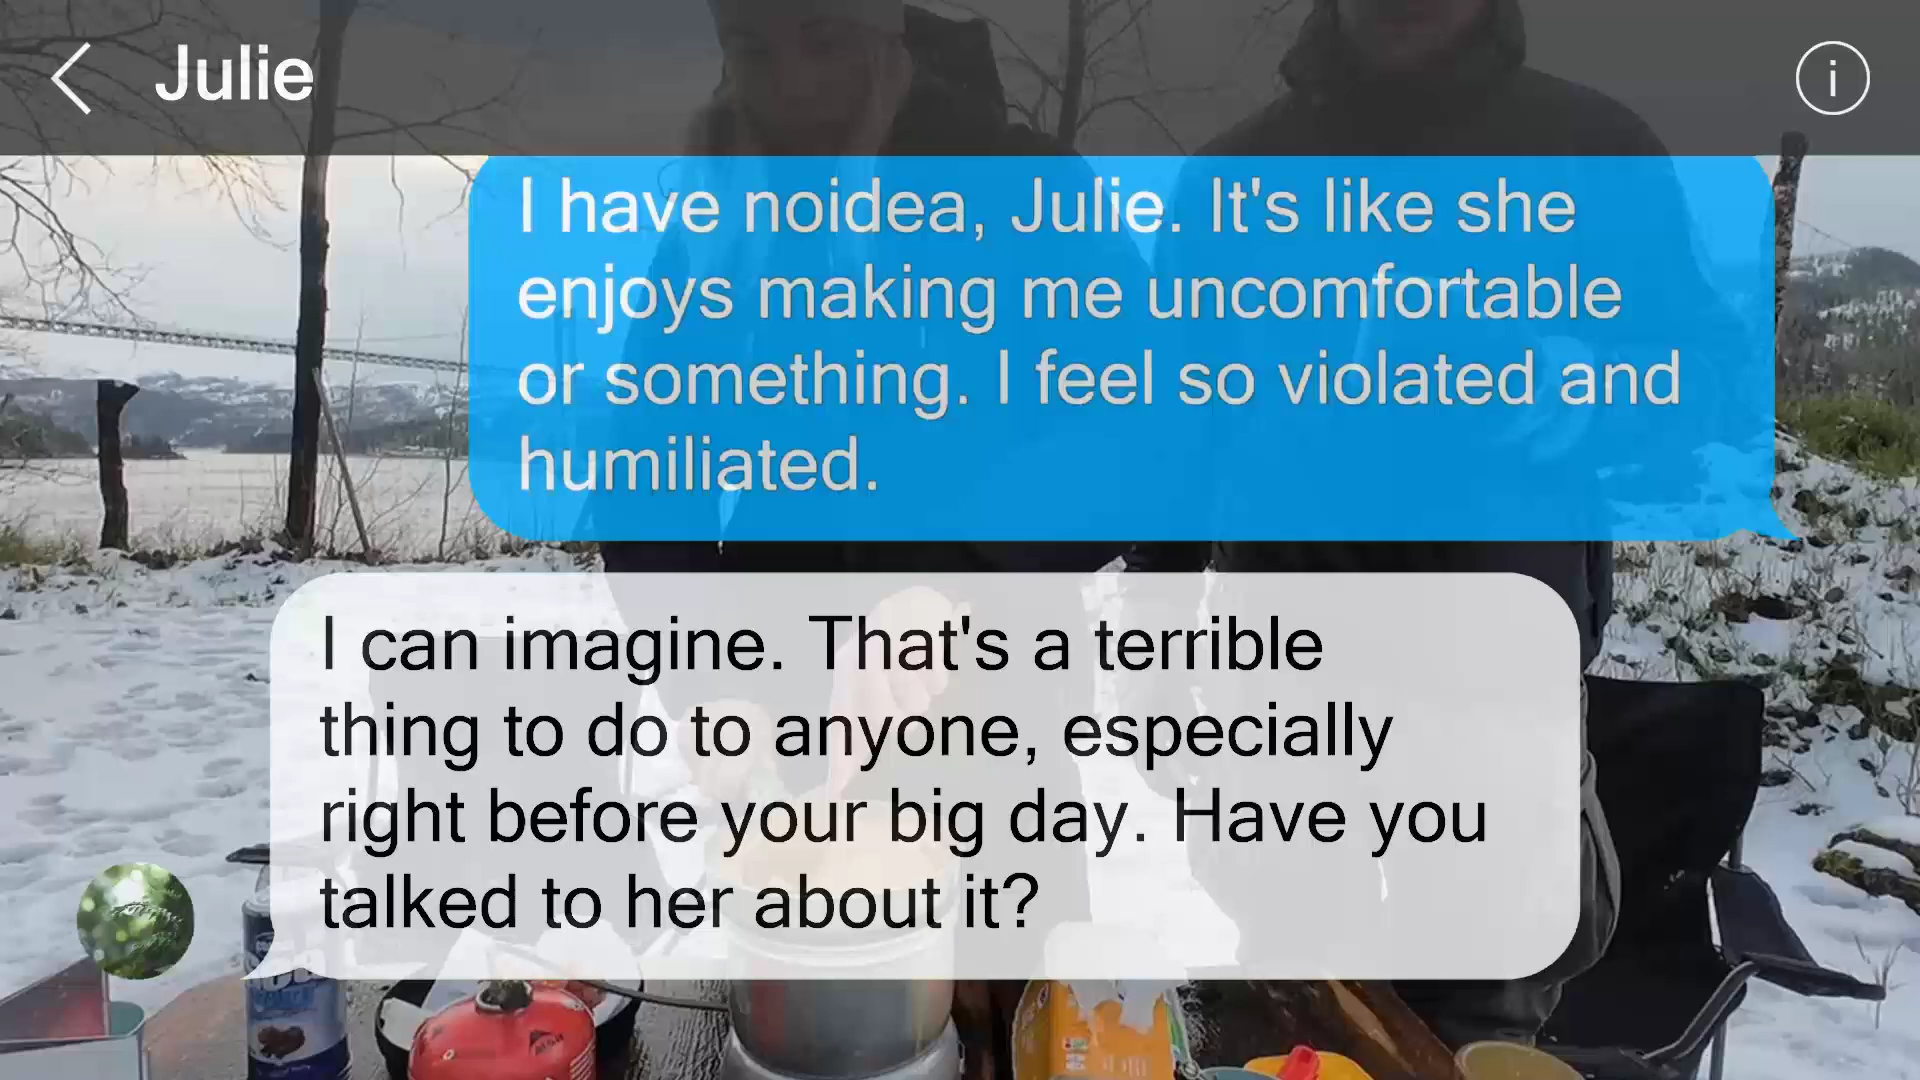 Julie
i
I have noidea, Julie. It's like she
enjoys making me uncomfortable
or something. I feel so violated and
humiliated.
I can imagine. That's a terrible
thing to do to anyone, especially
right before your big day. Have you
talked to her about it?
MSR